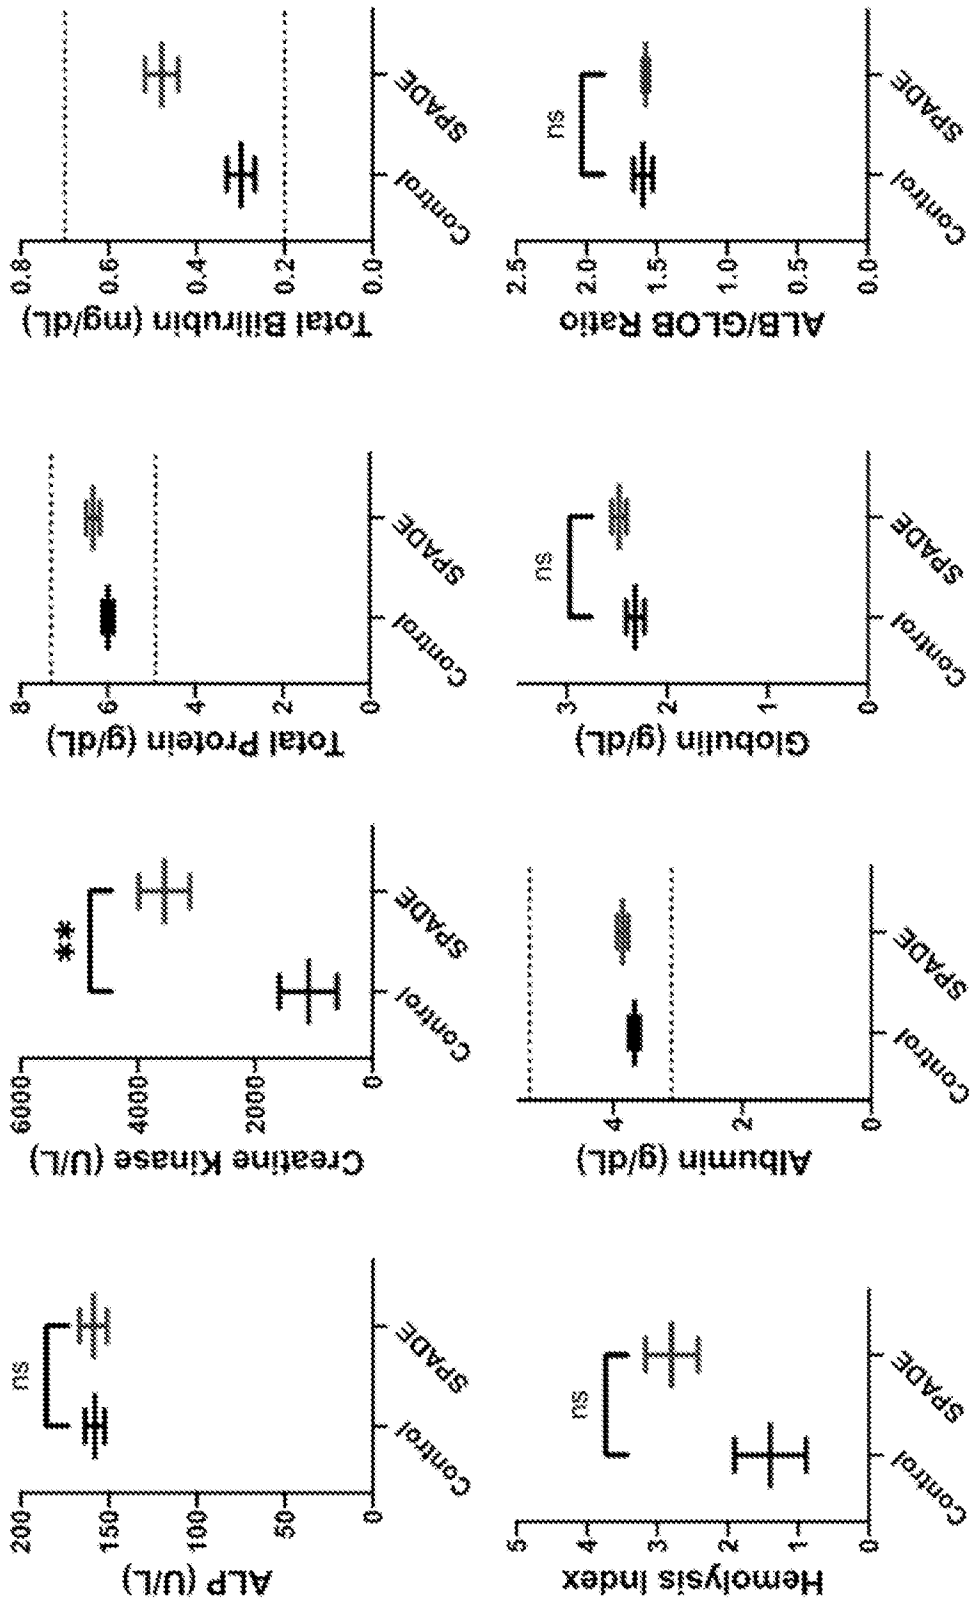 ALP (U/L)
200
150
100
50
0
ns
Control
SPADE
Creatine Kinase (U/L)
6000
4000
2000
0
**
Control
SPADE
Total Protein (g/dL)
8
6
4
2
0
Control
SPADE
Total Bilirubin (mg/dL)
0.8
0.6
0.4
0.2
0.0
Control
SPADE
Hemolysis Index
5
4
3
2
1
0
ns
Control
SPADE
Albumin (g/dL)
4
2
0
Control
SPADE
Globulin (g/dL)
3
2
1
0
ns
Control
SPADE
ALB/GLOB Ratio
2.5
2.0
1.5
1.0
0.5
0.0
ns
Control
SPADE